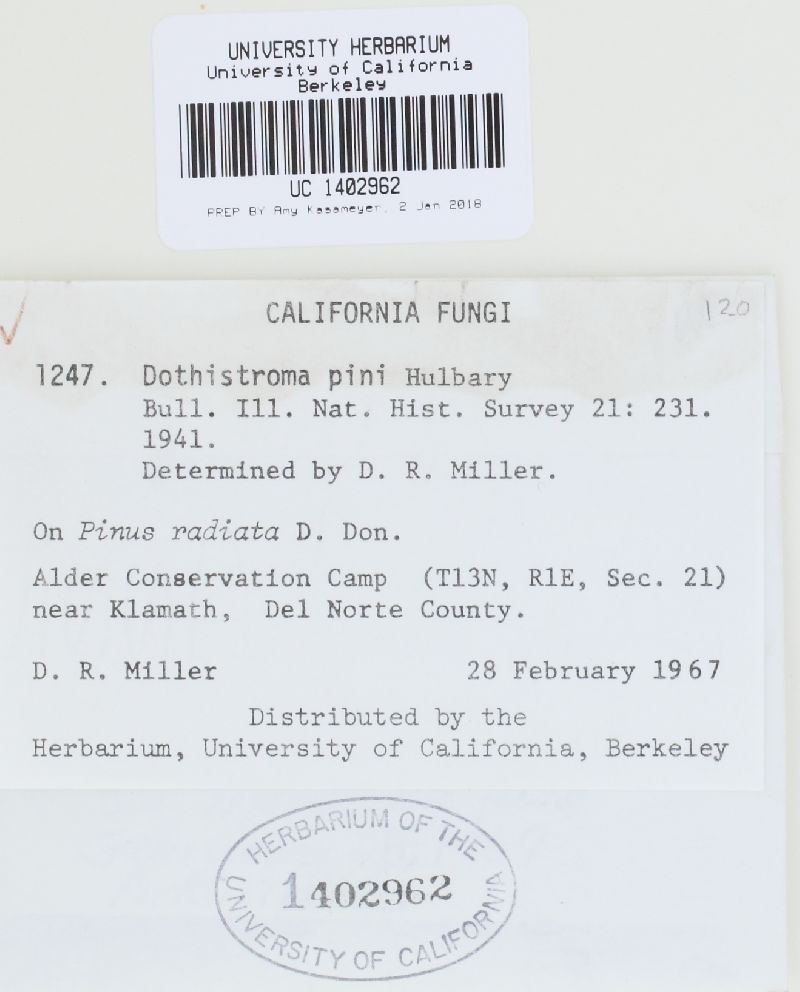 UNIVERSITY HERBARIUM
University of California
Berkeley
UC 1402962
PREP BY Amy Kasameyer, 2 Jan 2018
CALIFORNIA FUNGI
120
1247. Dothistroma pini Hulbary
Bull. Ill. Nat. Hist. Survey 21: 231.
1941.
Determined by D. R. Miller.
On Pinus radiata D. Don.
Alder Conservation Camp (T13N, R1E, Sec. 21)
near Klamath, Del Norte County.
D. R. Miller 28 February 1967
Distributed by the
Herbarium, University of California, Berkeley
HERBARIUM OF THE
1402962
UNIVERSITY OF CALIFORNIA